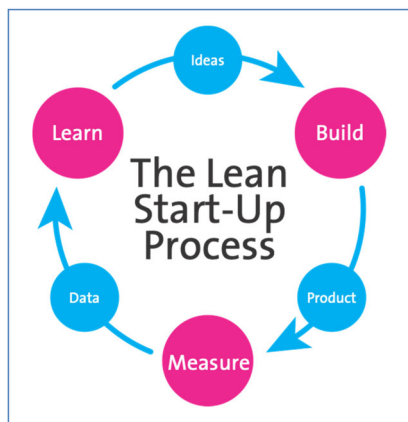 Ideas
Learn
Build
The Lean
Start-Up
Process
Data
Product
Measure